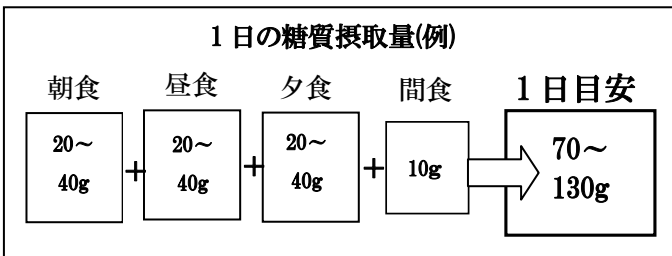 1日の糖質摂取量(例)
朝食 昼食 夕食 間食 1日目安
20～ 20～ 20～ 70～
40g + 40g + 40g + 10g 130g